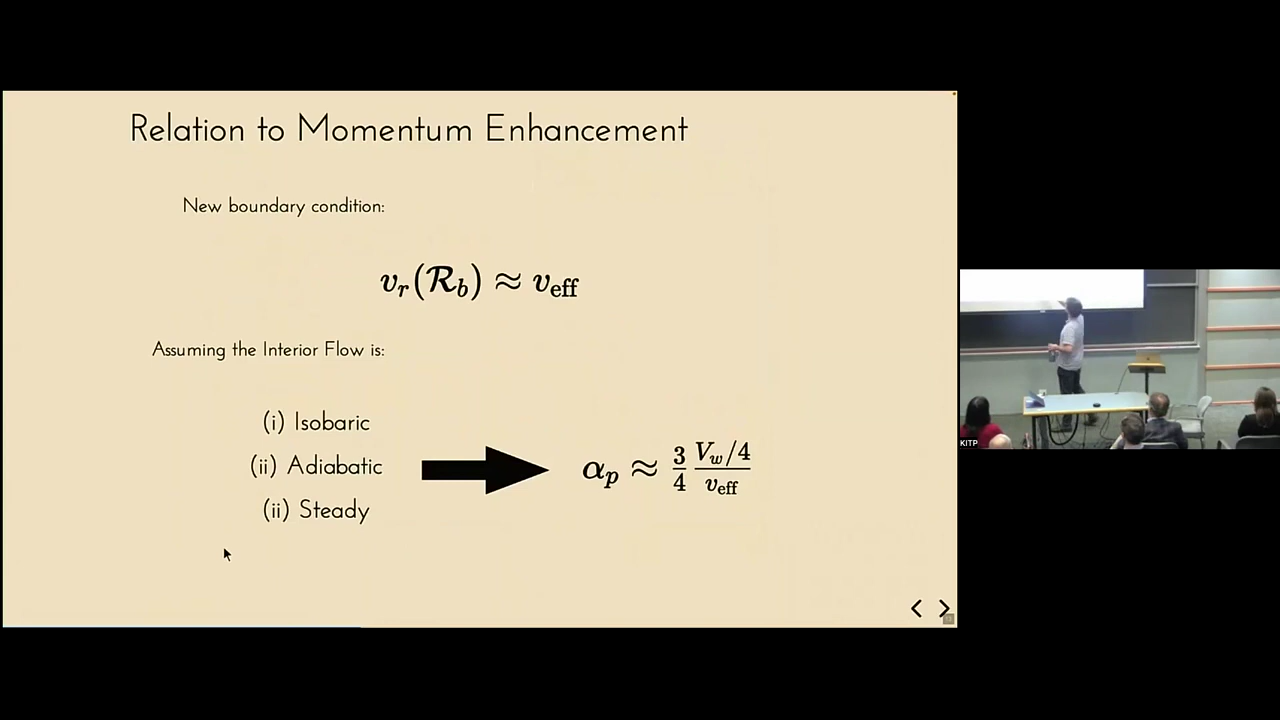 Relation to Momentum Enhancement
New boundary condition:
v_r(ℛ_b) ≈ v_eff
Assuming the Interior Flow is:
(i) Isobaric
(ii) Adiabatic
(ii) Steady
α_p ≈ 3/4 V_w/4 / v_eff
KITP